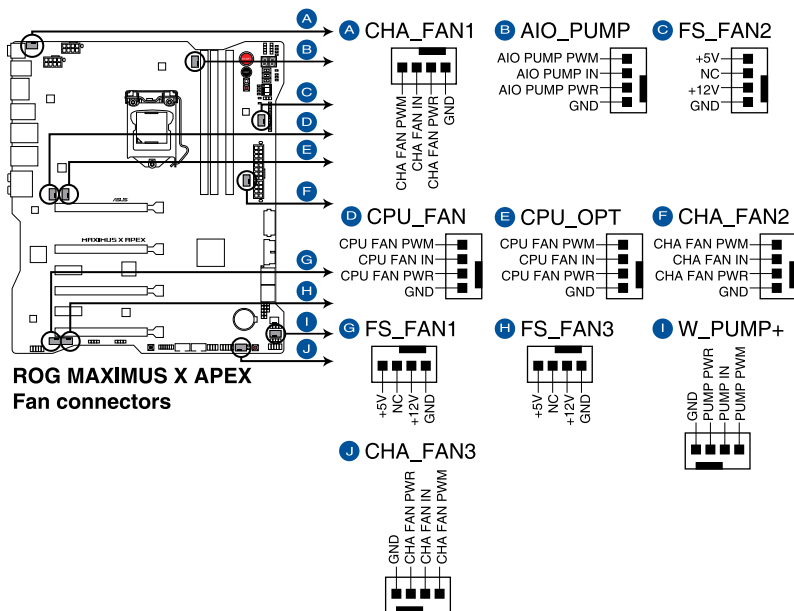 A
B
C
D
E
F
G
H
I
J
ASUS
MAXIMUS X APEX
ROG MAXIMUS X APEX
Fan connectors
A CHA_FAN1
CHA FAN PWM
CHA FAN IN
CHA FAN PWR
GND
B AIO_PUMP
AIO PUMP PWM
AIO PUMP IN
AIO PUMP PWR
GND
C FS_FAN2
+5V
NC
+12V
GND
D CPU_FAN
CPU FAN PWM
CPU FAN IN
CPU FAN PWR
GND
E CPU_OPT
CPU FAN PWM
CPU FAN IN
CPU FAN PWR
GND
F CHA_FAN2
CHA FAN PWM
CHA FAN IN
CHA FAN PWR
GND
G FS_FAN1
+5V
NC
+12V
GND
H FS_FAN3
+5V
NC
+12V
GND
I W_PUMP+
GND
PUMP PWR
PUMP IN
PUMP PWM
J CHA_FAN3
GND
CHA FAN PWR
CHA FAN IN
CHA FAN PWM